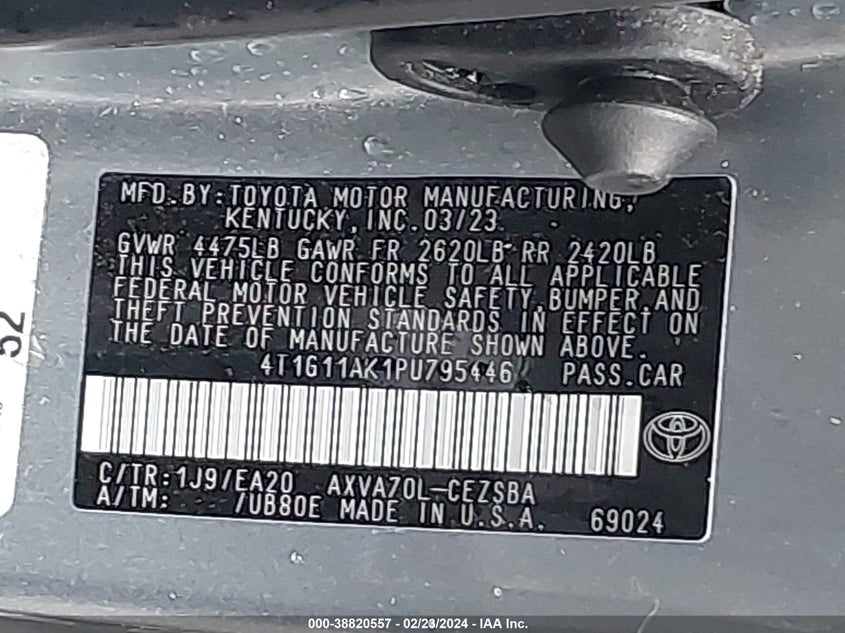 52
MFD.BY:TOYOTA MOTOR MANUFACTURING,
KENTUCKY, INC. 03/23
GVWR 4475LB GAWR FR 2620LB RR 2420LB
THIS VEHICLE CONFORMS TO ALL APPLICABLE
FEDERAL MOTOR VEHICLE SAFETY, BUMPER, AND
THEFT PREVENTION STANDARDS IN EFFECT ON
THE DATE OF MANUFACTURE SHOWN ABOVE.
4T1G11AK1PU795446 PASS.CAR
C/TR:1J9/EA20 AXVA70L-CEZSBA
A/TM: /UB80E MADE IN U.S.A. 69024
000-38820557 - 02/23/2024 - IAA Inc.